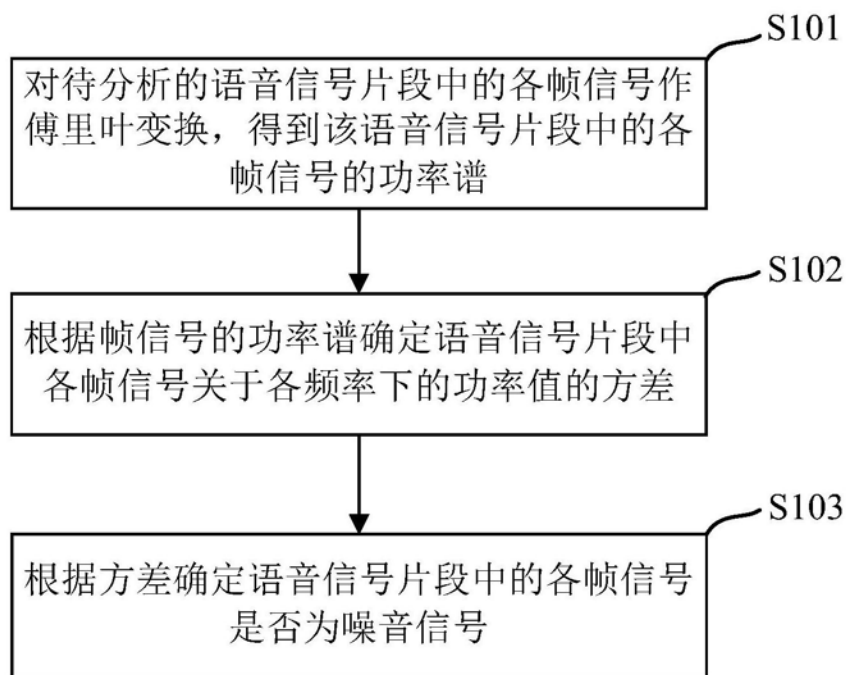 S101
对待分析的语音信号片段中的各帧信号作
傅里叶变换，得到该语音信号片段中的各
帧信号的功率谱
S102
根据帧信号的功率谱确定语音信号片段中
各帧信号关于各频率下的功率值的方差
S103
根据方差确定语音信号片段中的各帧信号
是否为噪音信号